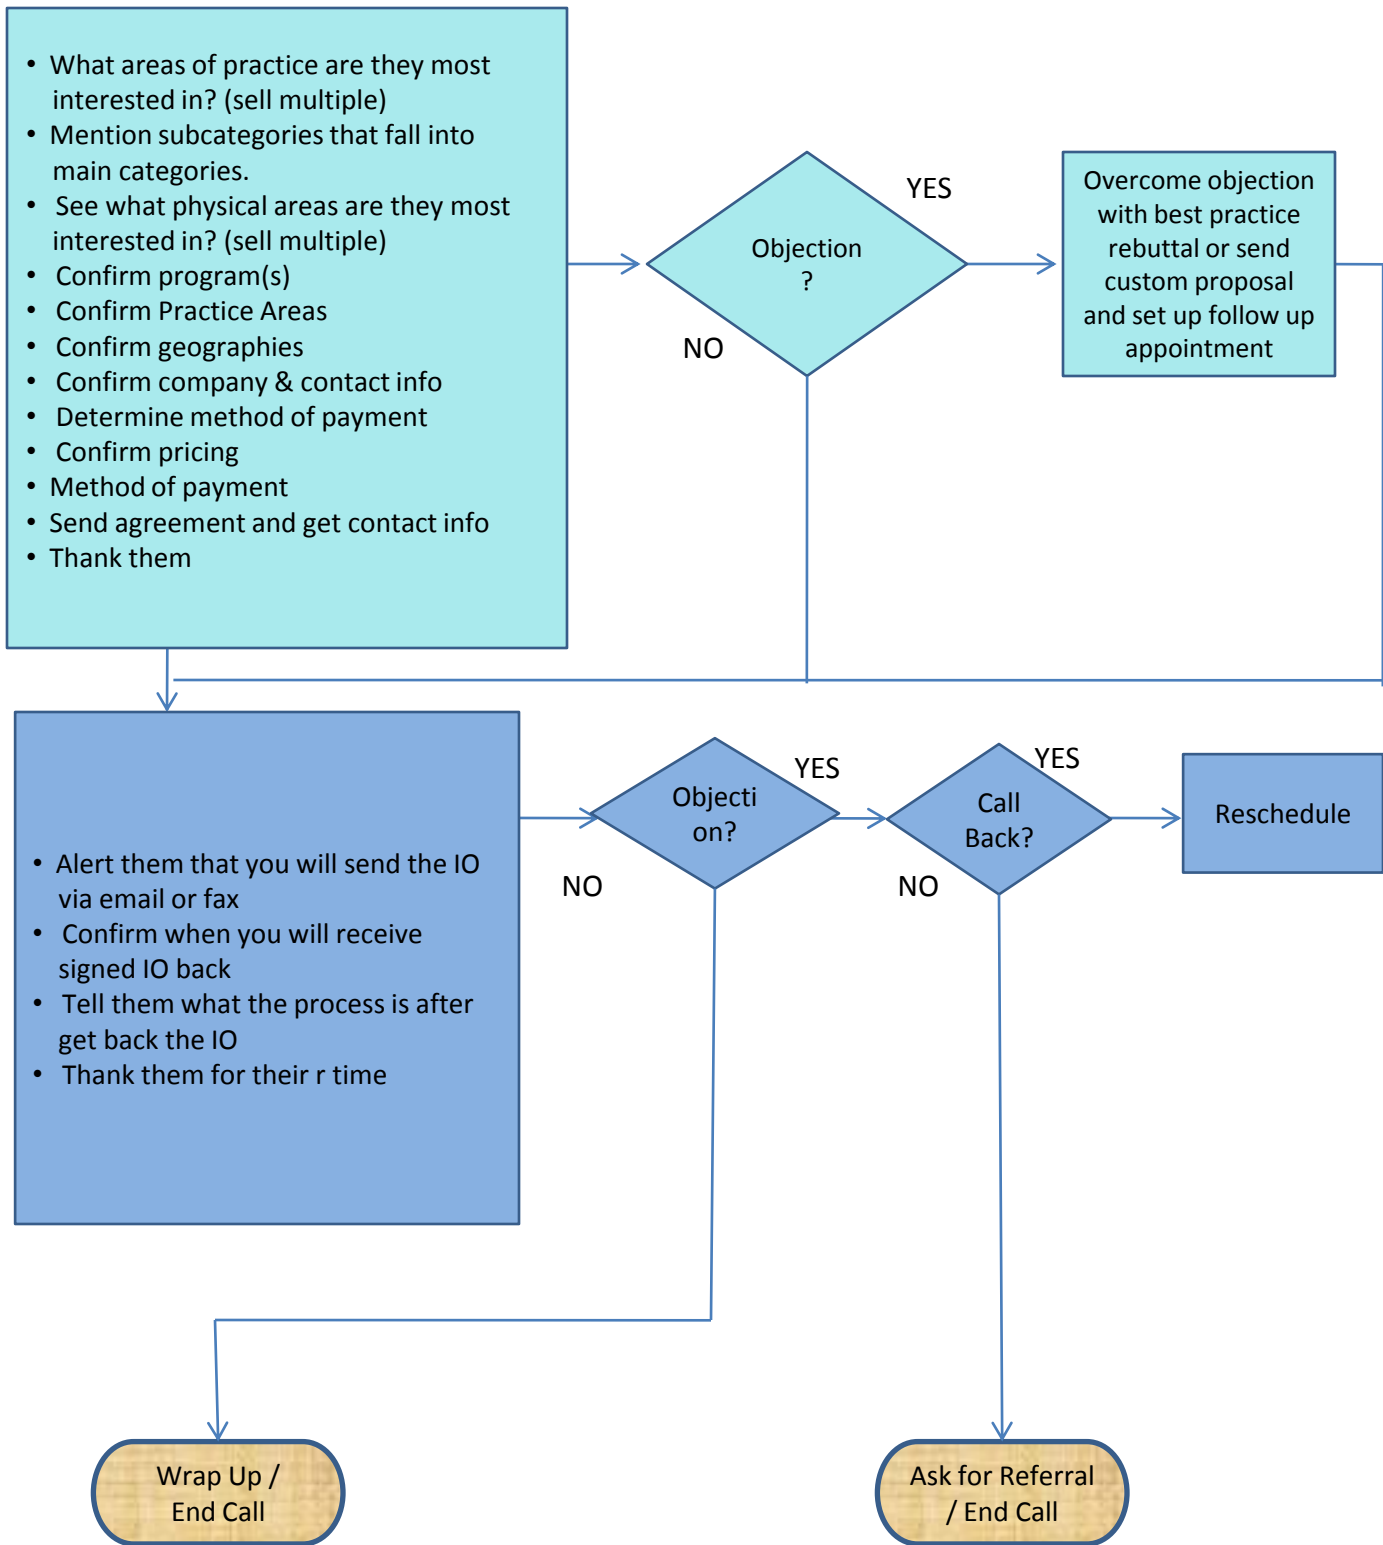 • What areas of practice are they most
interested in? (sell multiple)
• Mention subcategories that fall into
main categories.
• See what physical areas are they most
interested in? (sell multiple)
• Confirm program(s)
• Confirm Practice Areas
• Confirm geographies
• Confirm company & contact info
• Determine method of payment
• Confirm pricing
• Method of payment
• Send agreement and get contact info
• Thank them
Objection
?
YES
NO
Overcome objection
with best practice
rebuttal or send
custom proposal
and set up follow up
appointment
• Alert them that you will send the IO
via email or fax
• Confirm when you will receive
signed IO back
• Tell them what the process is after
get back the IO
• Thank them for their r time
Objecti
on?
YES
NO
Call
Back?
YES
NO
Reschedule
Wrap Up /
End Call
Ask for Referral
/ End Call